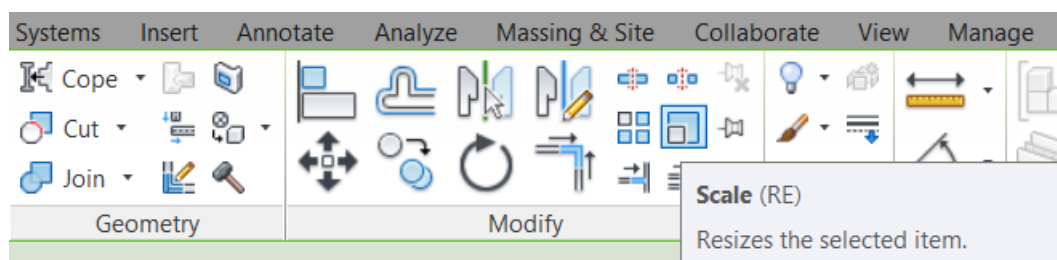 Systems Insert Annotate Analyze Massing & Site Collaborate View Manage
Cope
Cut
Join
Geometry
Modify
Scale (RE)
Resizes the selected item.